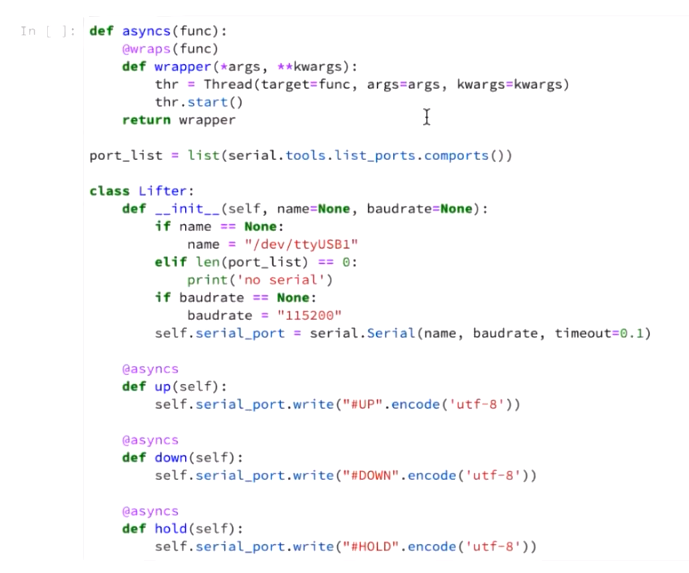 In [ ]: def asyncs(func):
    @wraps(func)
    def wrapper(*args, **kwargs):
        thr = Thread(target=func, args=args, kwargs=kwargs)
        thr.start()
    return wrapper

port_list = list(serial.tools.list_ports.comports())

class Lifter:
    def __init__(self, name=None, baudrate=None):
        if name == None:
            name = "/dev/ttyUSB1"
        elif len(port_list) == 0:
            print('no serial')
        if baudrate == None:
            baudrate = "115200"
        self.serial_port = serial.Serial(name, baudrate, timeout=0.1)

    @asyncs
    def up(self):
        self.serial_port.write("#UP".encode('utf-8'))

    @asyncs
    def down(self):
        self.serial_port.write("#DOWN".encode('utf-8'))

    @asyncs
    def hold(self):
        self.serial_port.write("#HOLD".encode('utf-8'))